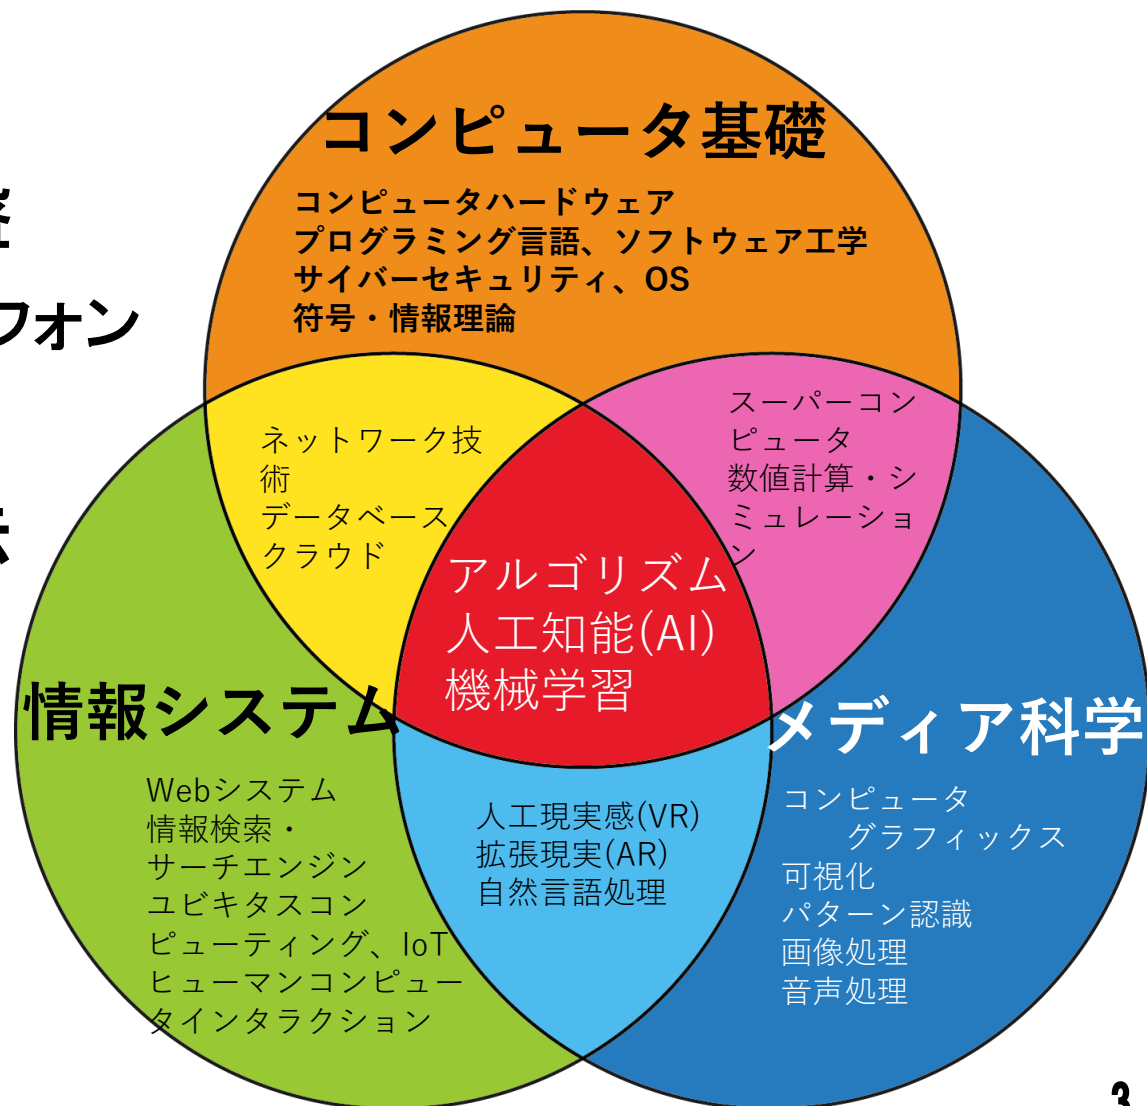 コンピュータ基礎
コンピュータハードウェア
プログラミング言語、ソフトウェア工学
サイバーセキュリティ、OS
符号・情報理論
フォン
ネットワーク技
術
データベース
クラウド
スーパーコン
ピュータ
数値計算・シ
ミュレーショ
ン
アルゴリズム
人工知能(AI)
機械学習
情報システム
Webシステム
情報検索・
サーチエンジン
ユビキタスコン
ピューティング、IoT
ヒューマンコンピュー
タインタラクション
人工現実感(VR)
拡張現実(AR)
自然言語処理
メディア科学
コンピュータ
グラフィックス
可視化
パターン認識
画像処理
音声処理
3